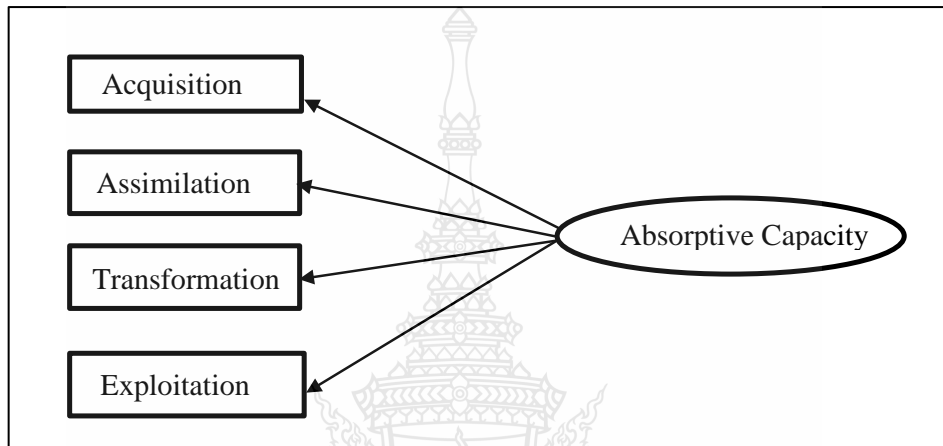 Acquisition
Assimilation
Absorptive Capacity
Transformation
Exploitation